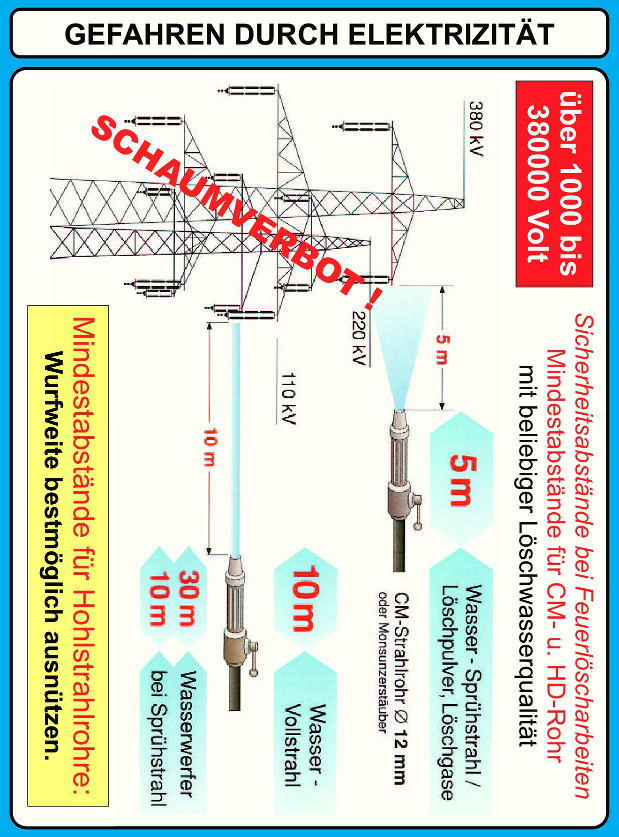 GEFAHREN DURCH ELEKTRIZITÄT
über 1000 bis
380000 Volt
Sicherheitsabstände bei Feuerlöscharbeiten
Mindestabstände für CM- u. HD-Rohr
mit beliebiger Löschwasserqualität
380 kV
220 kV
110 kV
SCHAUMVERBOT !
5 m
5 m
Wasser - Sprühstrahl /
Löschpulver, Löschgase
CM-Strahlrohr Ø 12 mm
oder Monsunzerstäuber
10 m
10 m
Wasser -
Vollstrahl
30 m
10 m
Wasserwerfer
bei Sprühstrahl
Mindestabstände für Hohlstrahlrohre:
Wurfweite bestmöglich ausnützen.